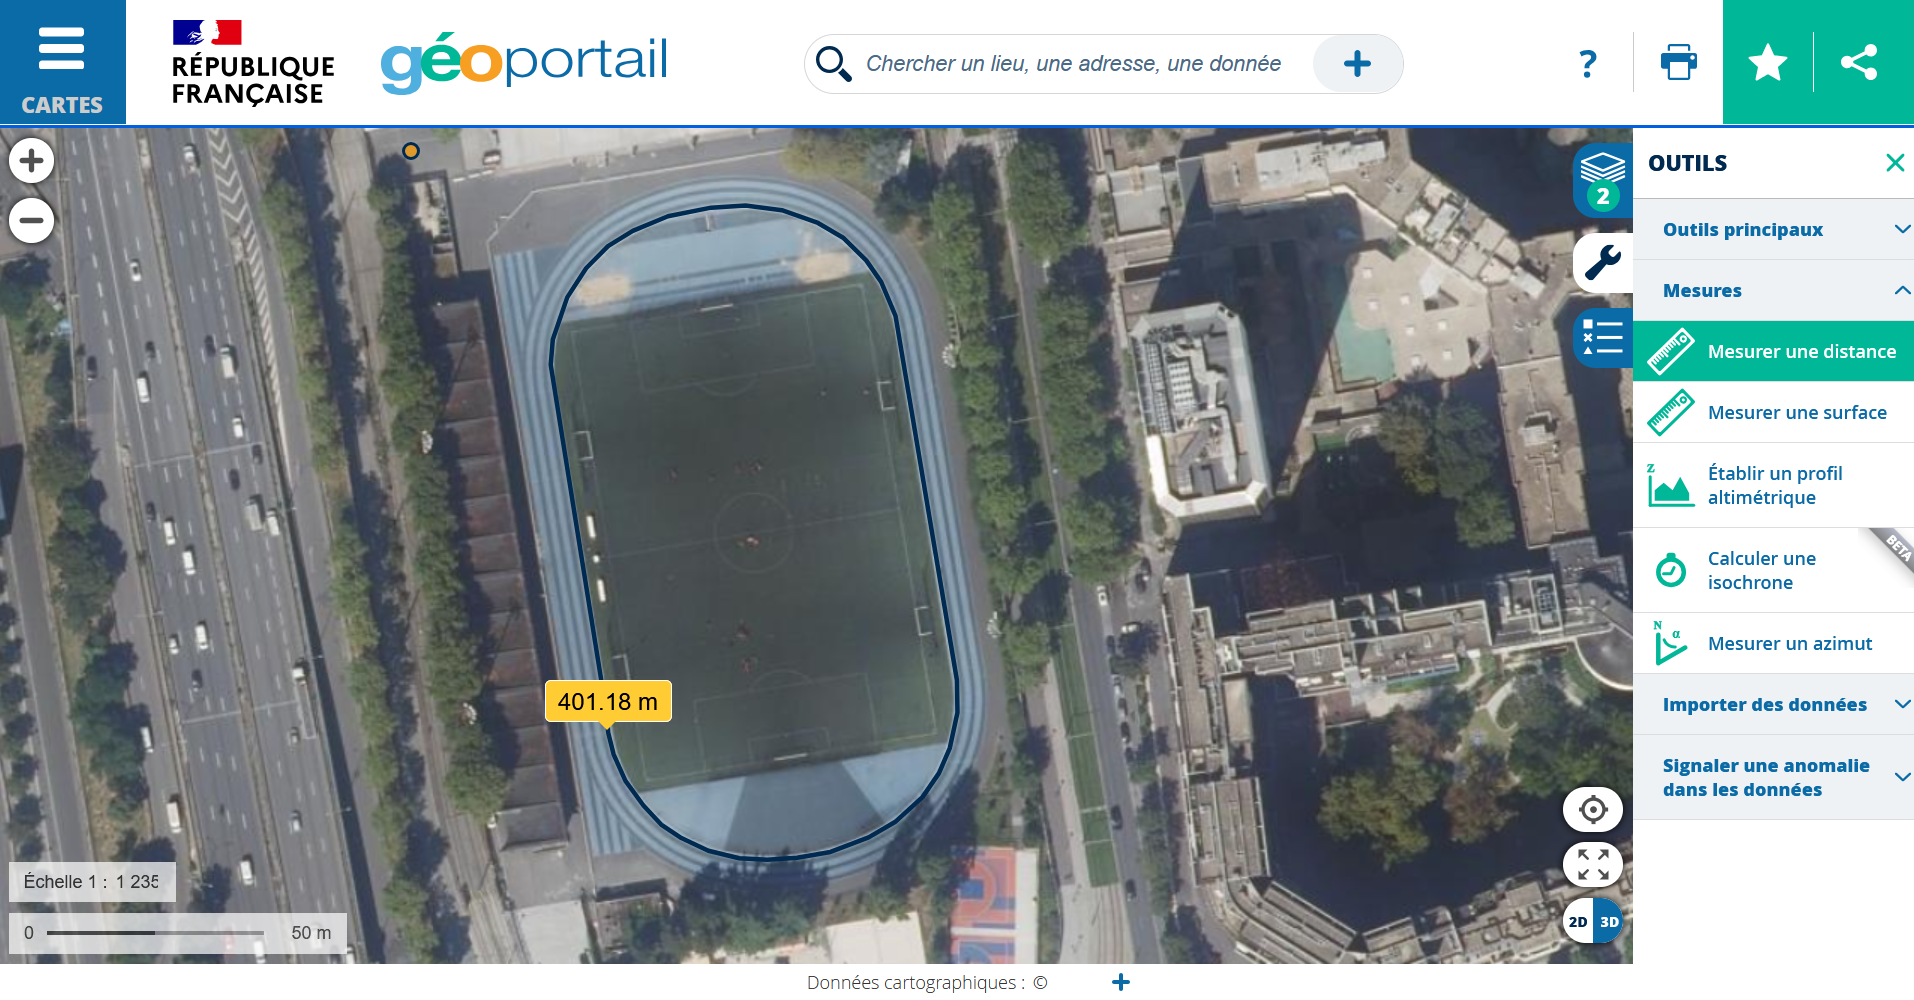 CARTES
RÉPUBLIQUE
FRANÇAISE
géoportail
Chercher un lieu, une adresse, une donnée
+
?
2
OUTILS
Outils principaux
Mesures
Mesurer une distance
Mesurer une surface
Z
Établir un profil
altimétrique
Calculer une
isochrone
BETA
N
α
Mesurer un azimut
Importer des données
Signaler une anomalie
dans les données
401.18 m
Échelle 1 : 1 235
0
50 m
2D
3D
Données cartographiques : ©
+